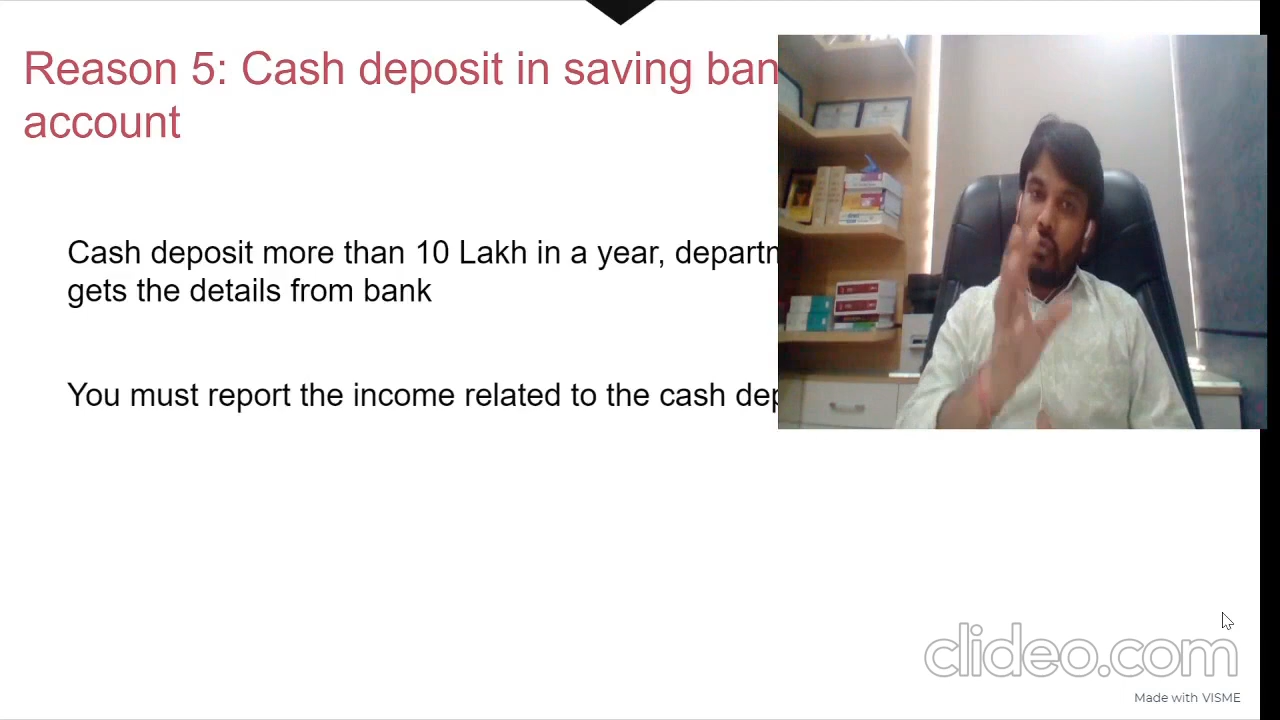 Reason 5: Cash deposit in saving ban
account
Cash deposit more than 10 Lakh in a year, departm
gets the details from bank
You must report the income related to the cash dep
clideo.com
Made with VISME